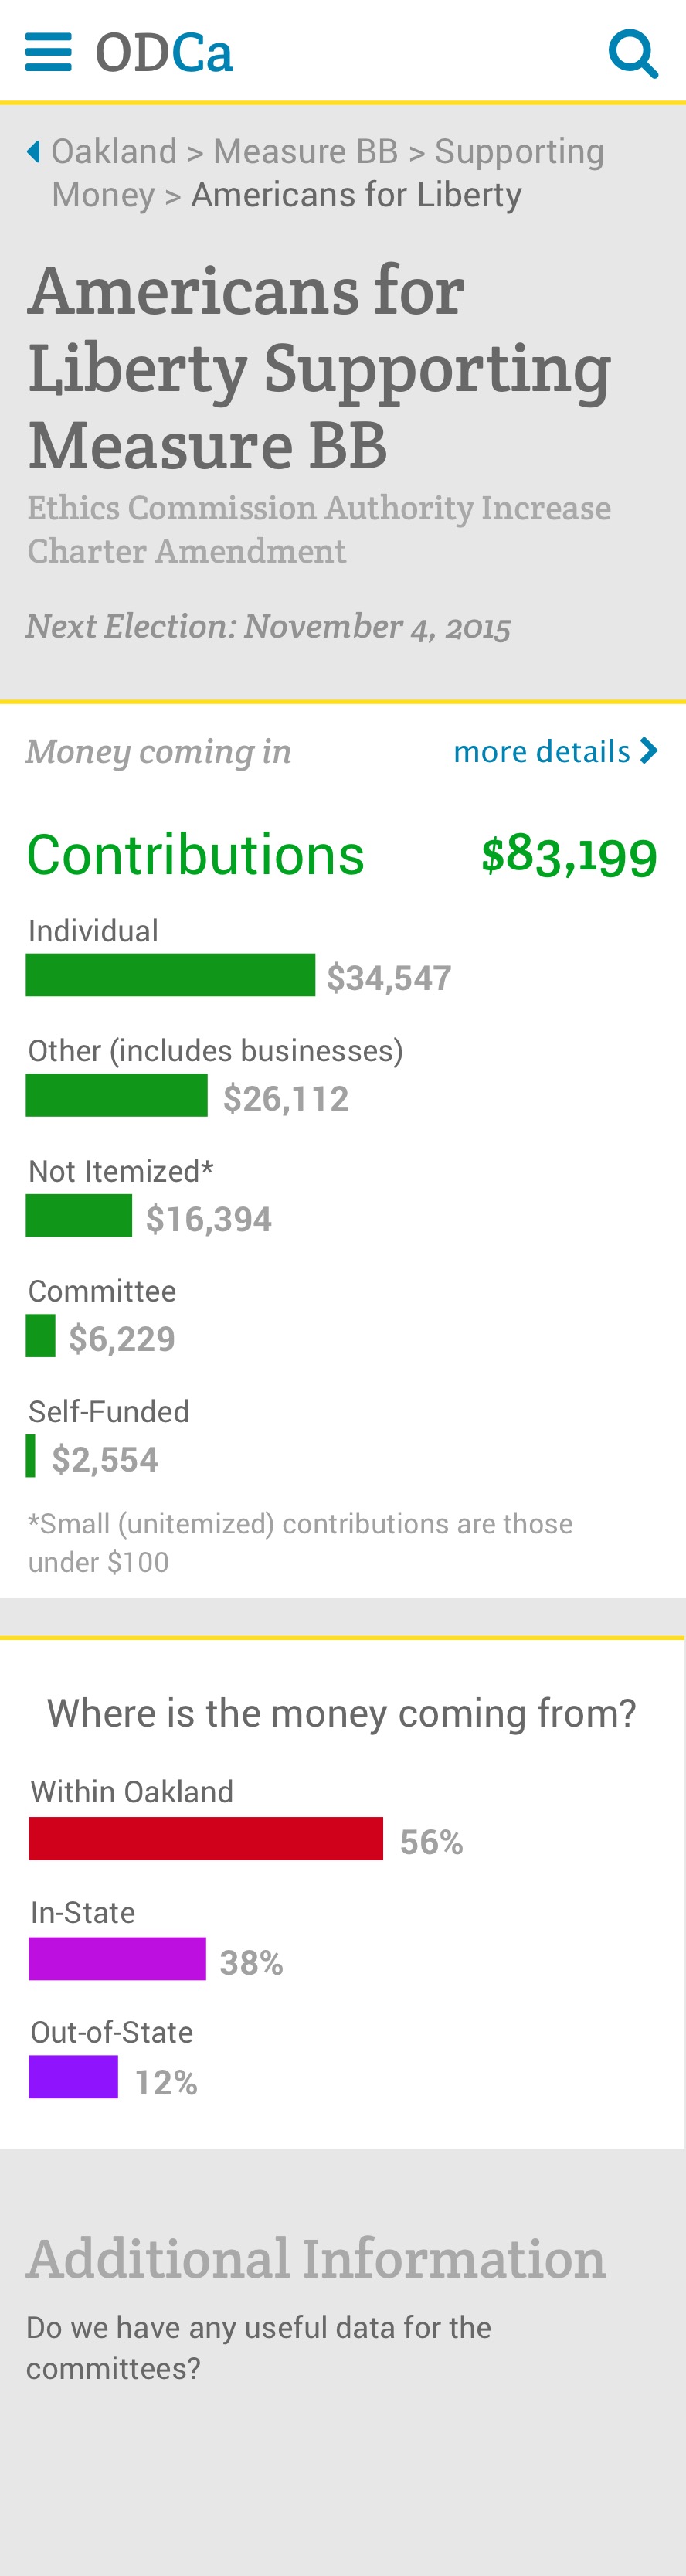 ODCa
Oakland > Measure BB > Supporting
Money > Americans for Liberty
Americans for
Liberty Supporting
Measure BB
Ethics Commission Authority Increase
Charter Amendment
Next Election: November 4, 2015
Money coming in more details
Contributions $83,199
Individual
$34,547
Other (includes businesses)
$26,112
Not Itemized*
$16,394
Committee
$6,229
Self-Funded
$2,554
*Small (unitemized) contributions are those
under $100
Where is the money coming from?
Within Oakland
56%
In-State
38%
Out-of-State
12%
Additional Information
Do we have any useful data for the
committees?